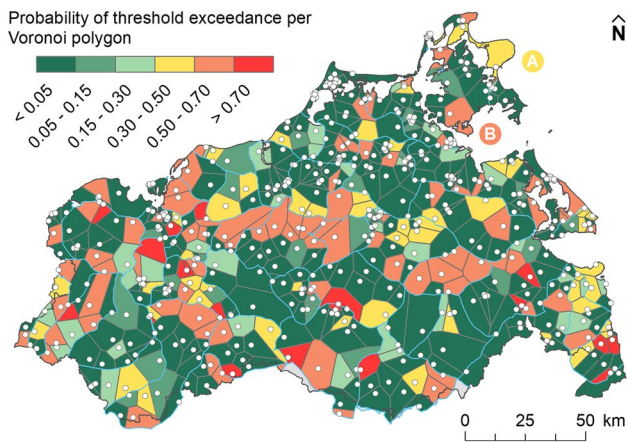 Probability of threshold exceedance per
Voronoi polygon
< 0.05
0.05 - 0.15
0.15 - 0.30
0.30 - 0.50
0.50 - 0.70
> 0.70
N
A
B
0 25 50 km